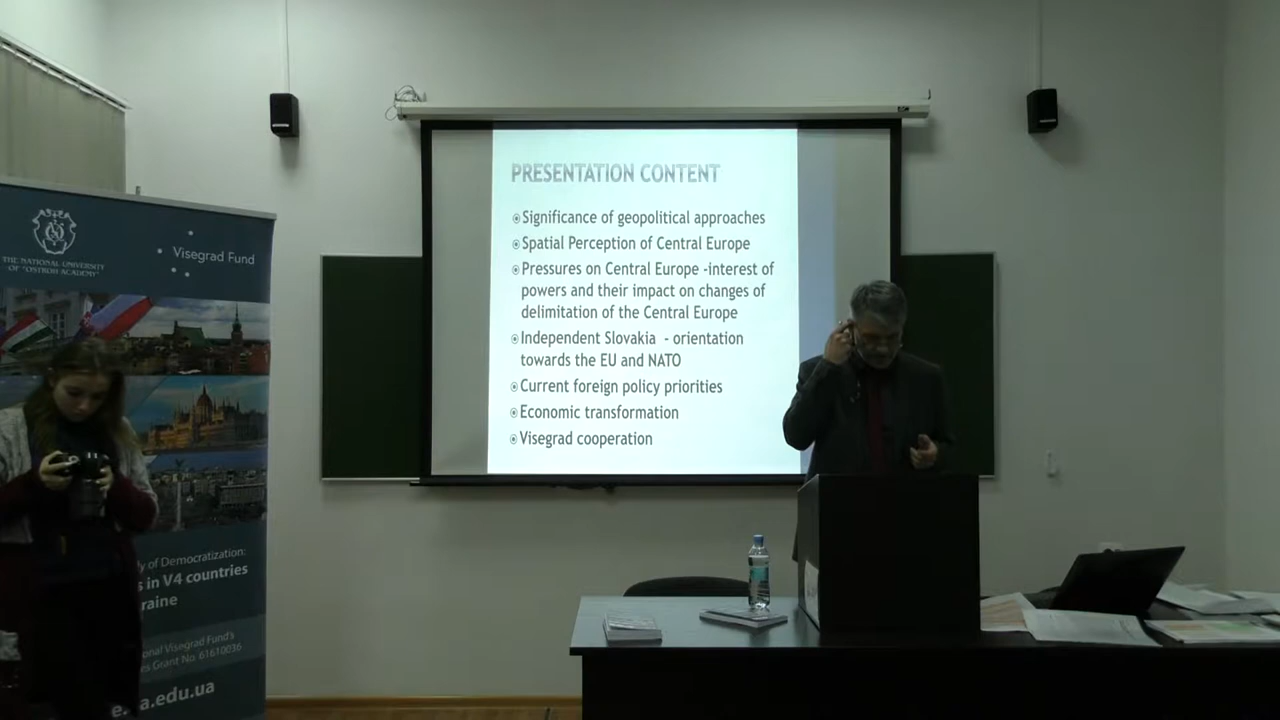 THE NATIONAL UNIVERSITY
OF "OSTROH ACADEMY"
Visegrad Fund
of Democratization:
in V4 countries
Visegrad Fund's
Grant No: 61610036
.edu.ua
PRESENTATION CONTENT
Significance of geopolitical approaches
Spatial Perception of Central Europe
Pressures on Central Europe -interest of
powers and their impact on changes of
delimitation of the Central Europe
Independent Slovakia - orientation
towards the EU and NATO
Current foreign policy priorities
Economic transformation
Visegrad cooperation